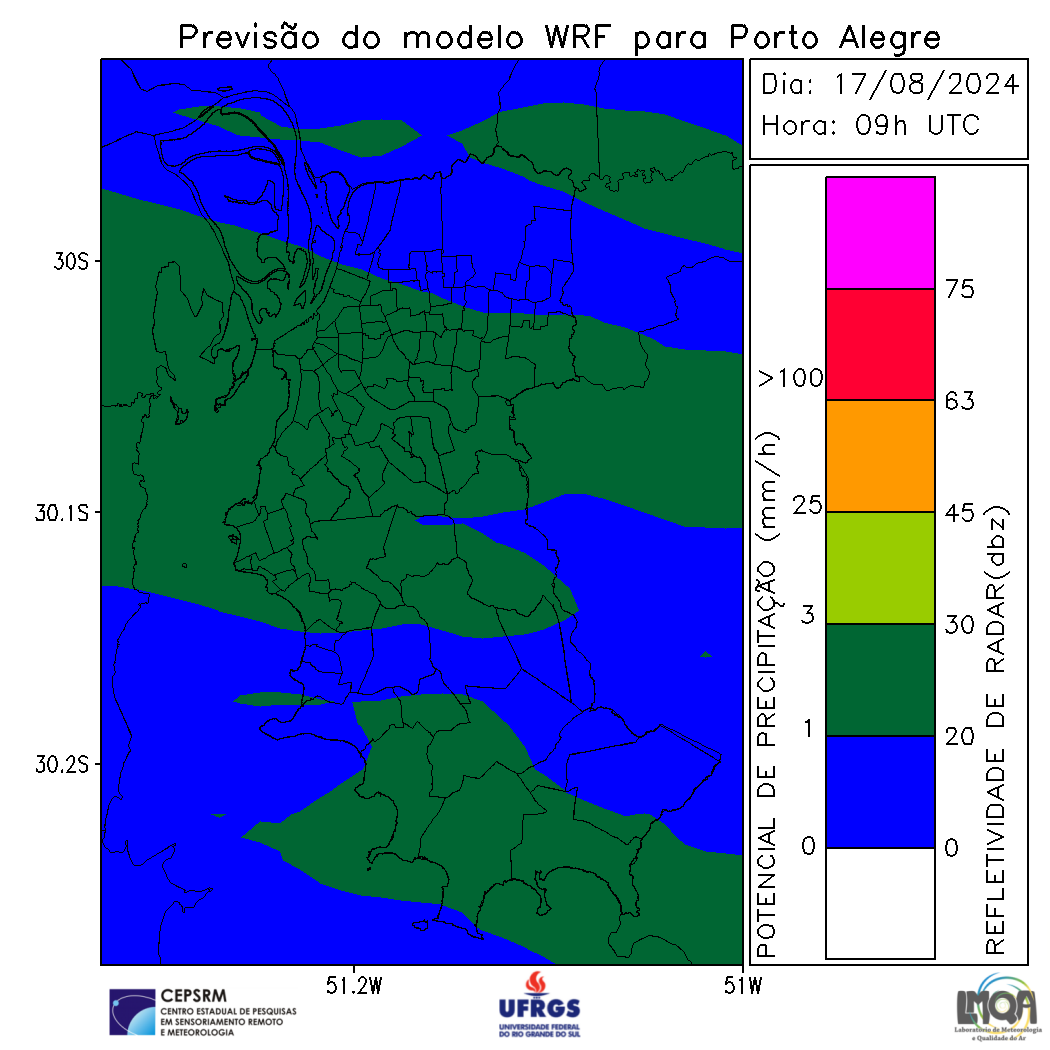 Previsão do modelo WRF para Porto Alegre
Dia: 17/08/2024
Hora: 09h UTC
30S
30.1S
30.2S
51.2W
51W
POTENCIAL DE PRECIPITAÇÃO (mm/h)
>100
25
3
1
0
75
63
45
30
20
0
REFLETIVIDADE DE RADAR(dbz)
CEPSRM
CENTRO ESTADUAL DE PESQUISAS
EM SENSORIAMENTO REMOTO
E METEOROLOGIA
UFRGS
UNIVERSIDADE FEDERAL
DO RIO GRANDE DO SUL
LMQA
Laboratório de Meteorologia
e Qualidade do Ar